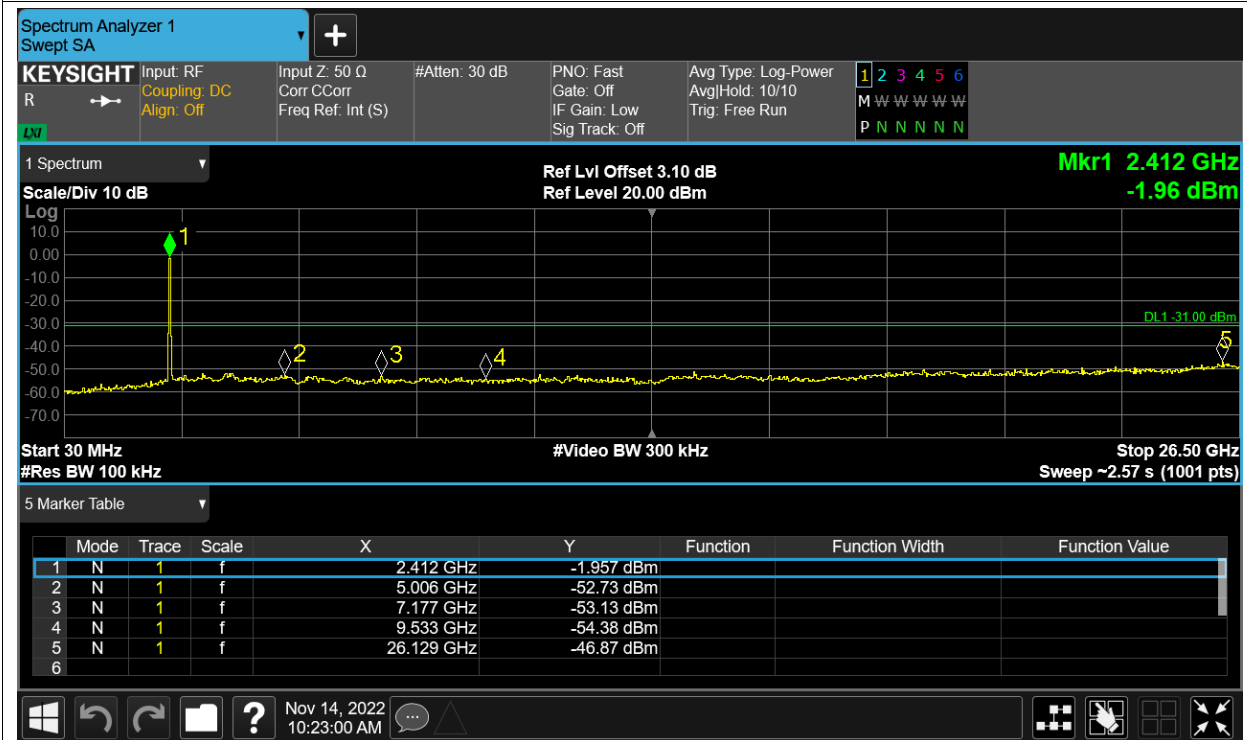 Spectrum Analyzer 1
Swept SA
+
KEYSIGHT Input: RF Input Z: 50 Ω #Atten: 30 dB PNO: Fast Avg Type: Log-Power 1 2 3 4 5 6
R Coupling: DC Corr CCorr Gate: Off Avg|Hold: 10/10 M W W W W W
Align: Off Freq Ref: Int (S) IF Gain: Low Trig: Free Run
LXI Sig Track: Off P N N N N N
1 Spectrum Ref Lvl Offset 3.10 dB Mkr1 2.412 GHz
Scale/Div 10 dB Ref Level 20.00 dBm -1.96 dBm
Log
10.0 1
0.00
-10.0
-20.0
-30.0 DL1 -31.00 dBm
-40.0 2 3 4 5
-50.0
-60.0
-70.0
Start 30 MHz #Video BW 300 kHz Stop 26.50 GHz
#Res BW 100 kHz Sweep ~2.57 s (1001 pts)
5 Marker Table
Mode Trace Scale X Y Function Function Width Function Value
1 N 1 f 2.412 GHz -1.957 dBm
2 N 1 f 5.006 GHz -52.73 dBm
3 N 1 f 7.177 GHz -53.13 dBm
4 N 1 f 9.533 GHz -54.38 dBm
5 N 1 f 26.129 GHz -46.87 dBm
6
? Nov 14, 2022
10:23:00 AM